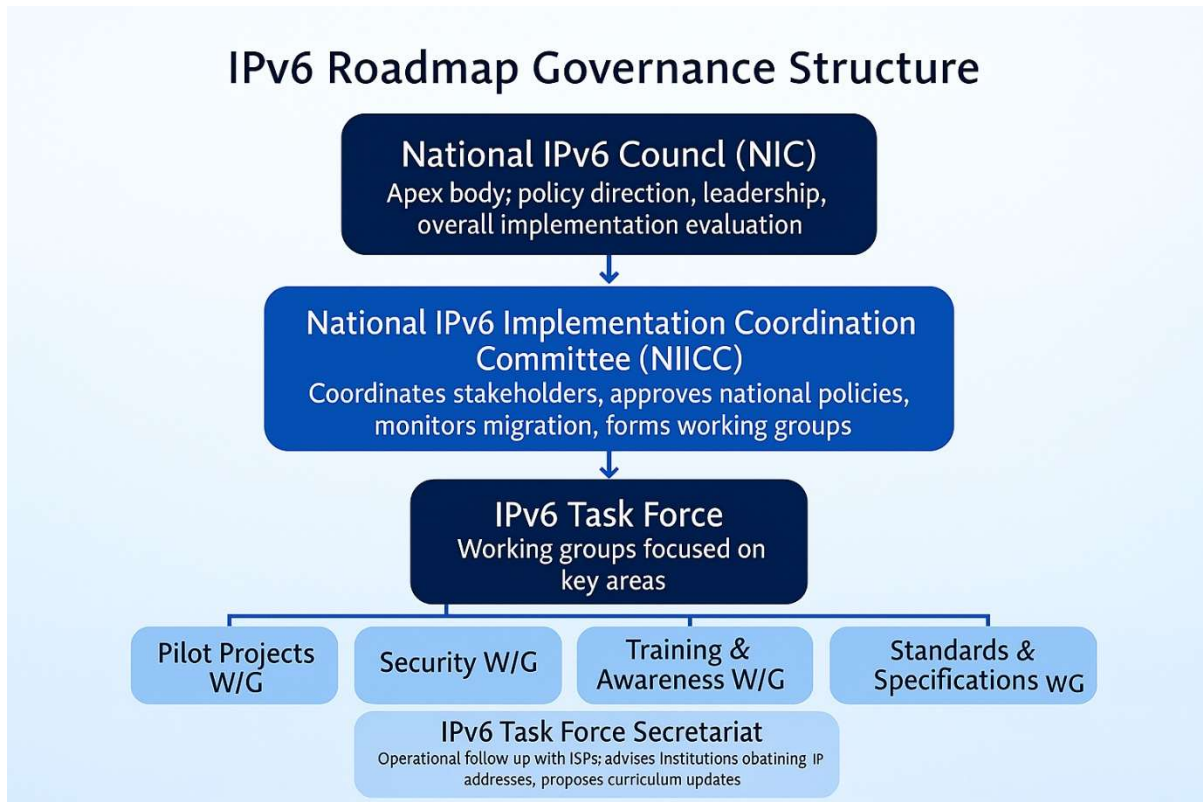 IPv6 Roadmap Governance Structure
National IPv6 Councl (NIC)
Apex body; policy direction, leadership,
overall implementation evaluation
National IPv6 Implementation Coordination
Committee (NIICC)
Coordinates stakeholders, approves national policies,
monitors migration, forms working groups
IPv6 Task Force
Working groups focused on
key areas
Pilot Projects
W/G
Security W/G
Training &
Awareness W/G
Standards &
Specifications WG
IPv6 Task Force Secretariat
Operational follow up with ISPs; advises Institutions obatining IP
addresses, proposes curriculum updates